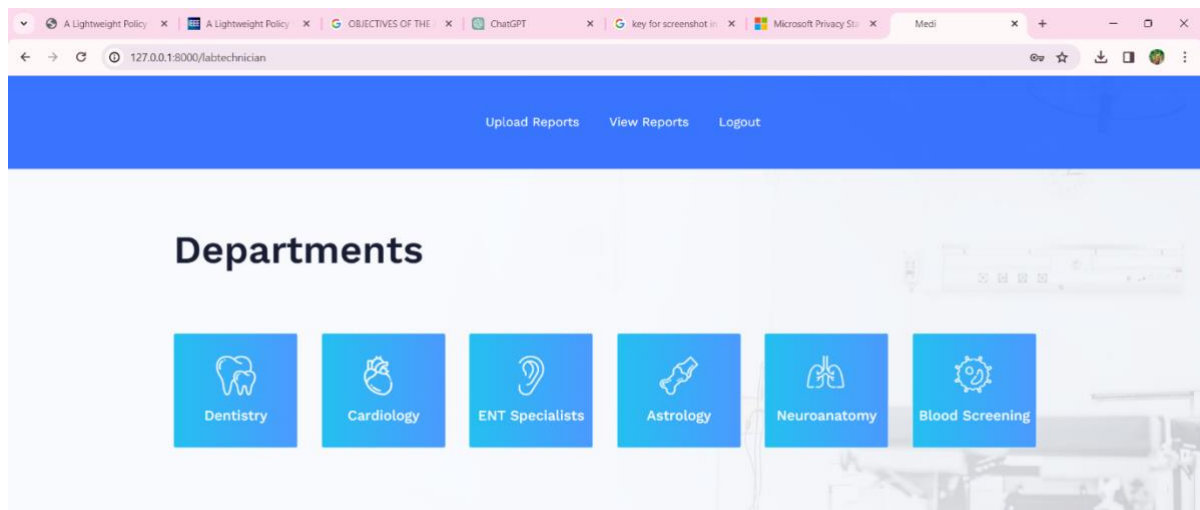 A Lightweight Policy
A Lightweight Policy
OBJECTIVES OF THE
ChatGPT
key for screenshot in
Microsoft Privacy Sta
Medi
127.0.0.1:8000/labtechnician
Upload Reports View Reports Logout
Departments
Dentistry
Cardiology
ENT Specialists
Astrology
Neuroanatomy
Blood Screening